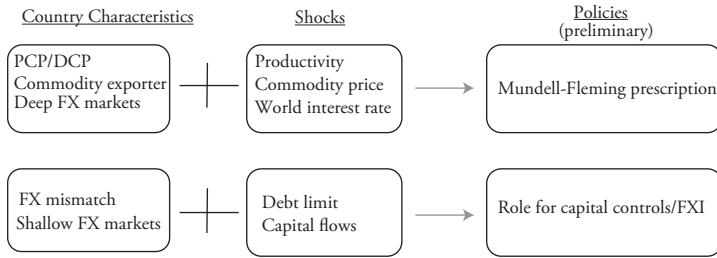 Country Characteristics
Shocks
Policies
(preliminary)
PCP/DCP
Commodity exporter
Deep FX markets
Productivity
Commodity price
World interest rate
Mundell-Fleming prescription
FX mismatch
Shallow FX markets
Debt limit
Capital flows
Role for capital controls/FXI